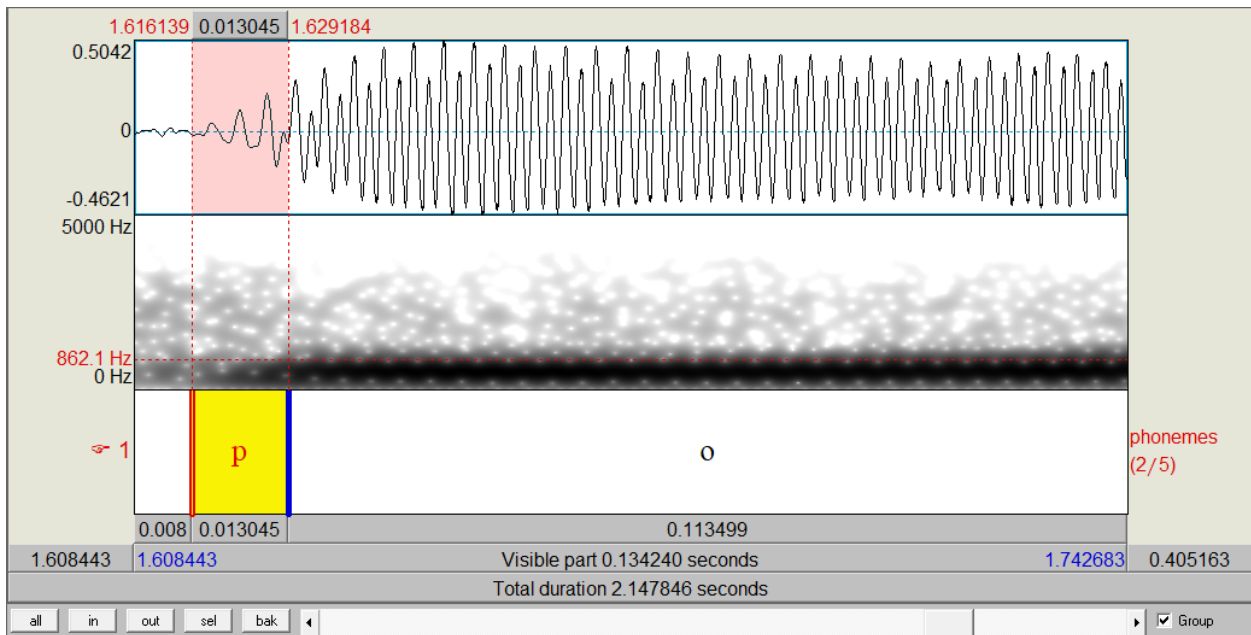 1.616139 0.013045 1.629184
0.5042
0
-0.4621
5000 Hz
862.1 Hz
0 Hz
☞ 1 p o phonemes
(2/5)
0.008 0.013045 0.113499
1.608443 1.608443 Visible part 0.134240 seconds 1.742683 0.405163
Total duration 2.147846 seconds
all in out sel bak Group